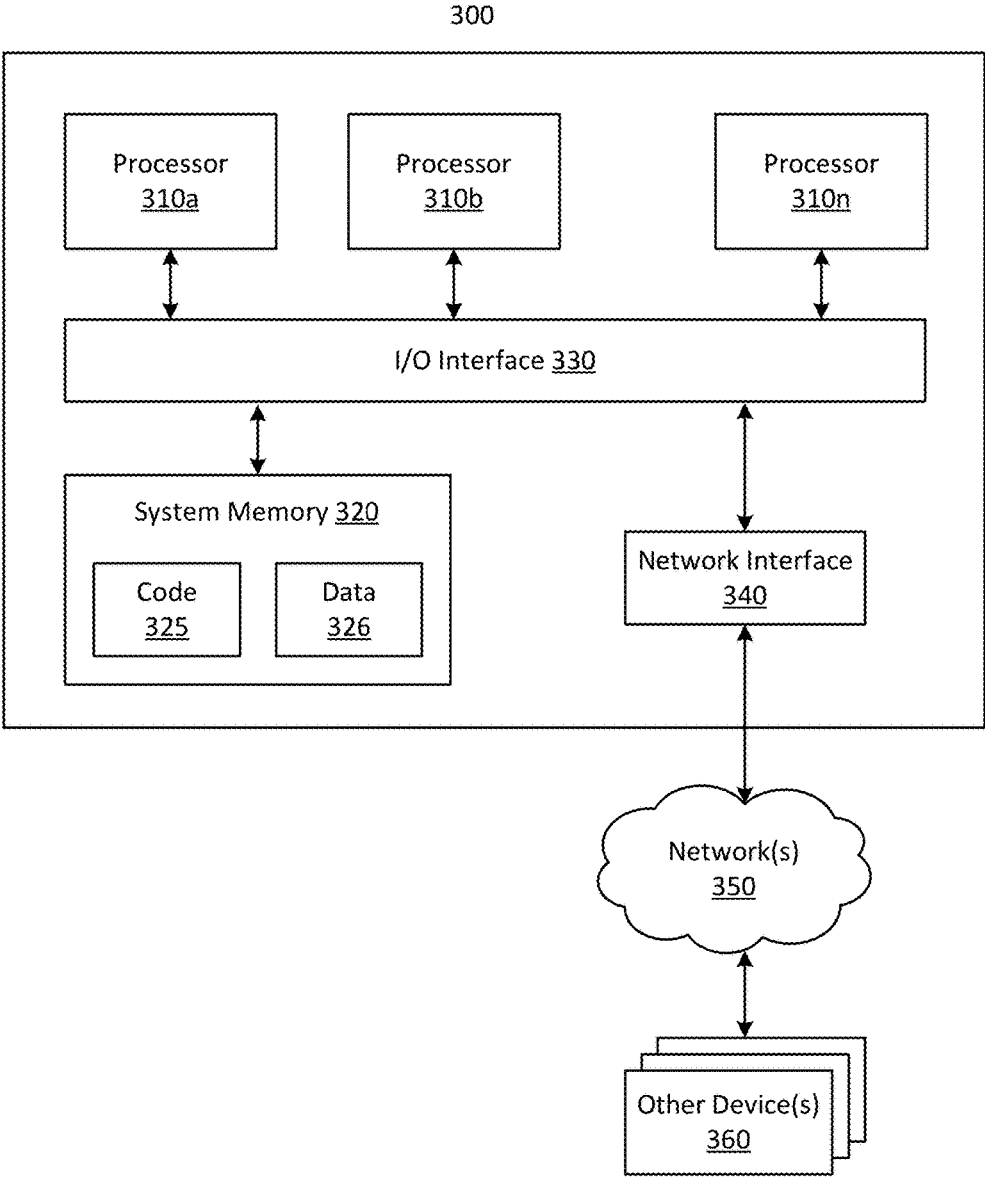 300
Processor
310a
Processor
310b
Processor
310n
I/O Interface 330
System Memory 320
Code
325
Data
326
Network Interface
340
Network(s)
350
Other Device(s)
360